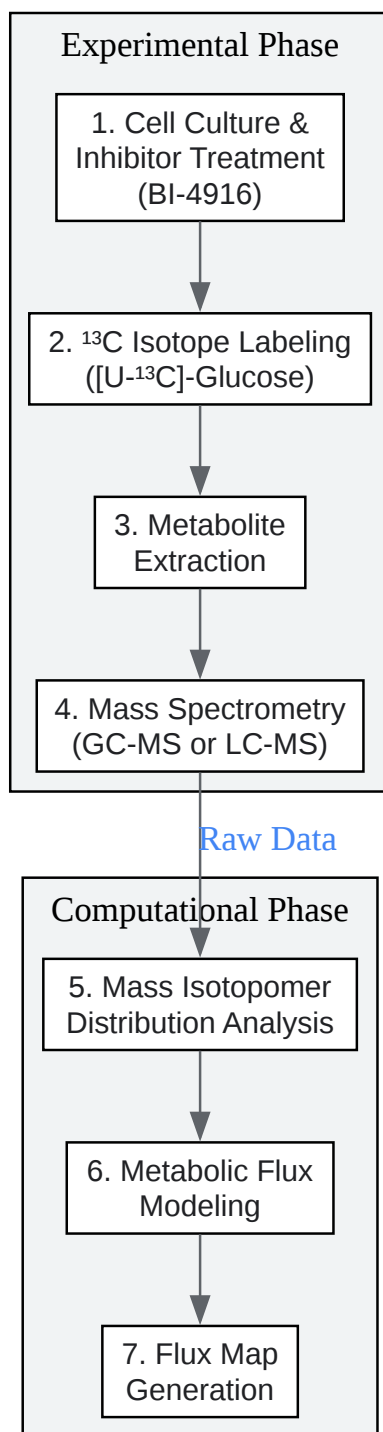 Experimental Phase
1. Cell Culture &
Inhibitor Treatment
(BI-4916)
2. ¹³C Isotope Labeling
([U-¹³C]-Glucose)
3. Metabolite
Extraction
4. Mass Spectrometry
(GC-MS or LC-MS)
Raw Data
Computational Phase
5. Mass Isotopomer
Distribution Analysis
6. Metabolic Flux
Modeling
7. Flux Map
Generation